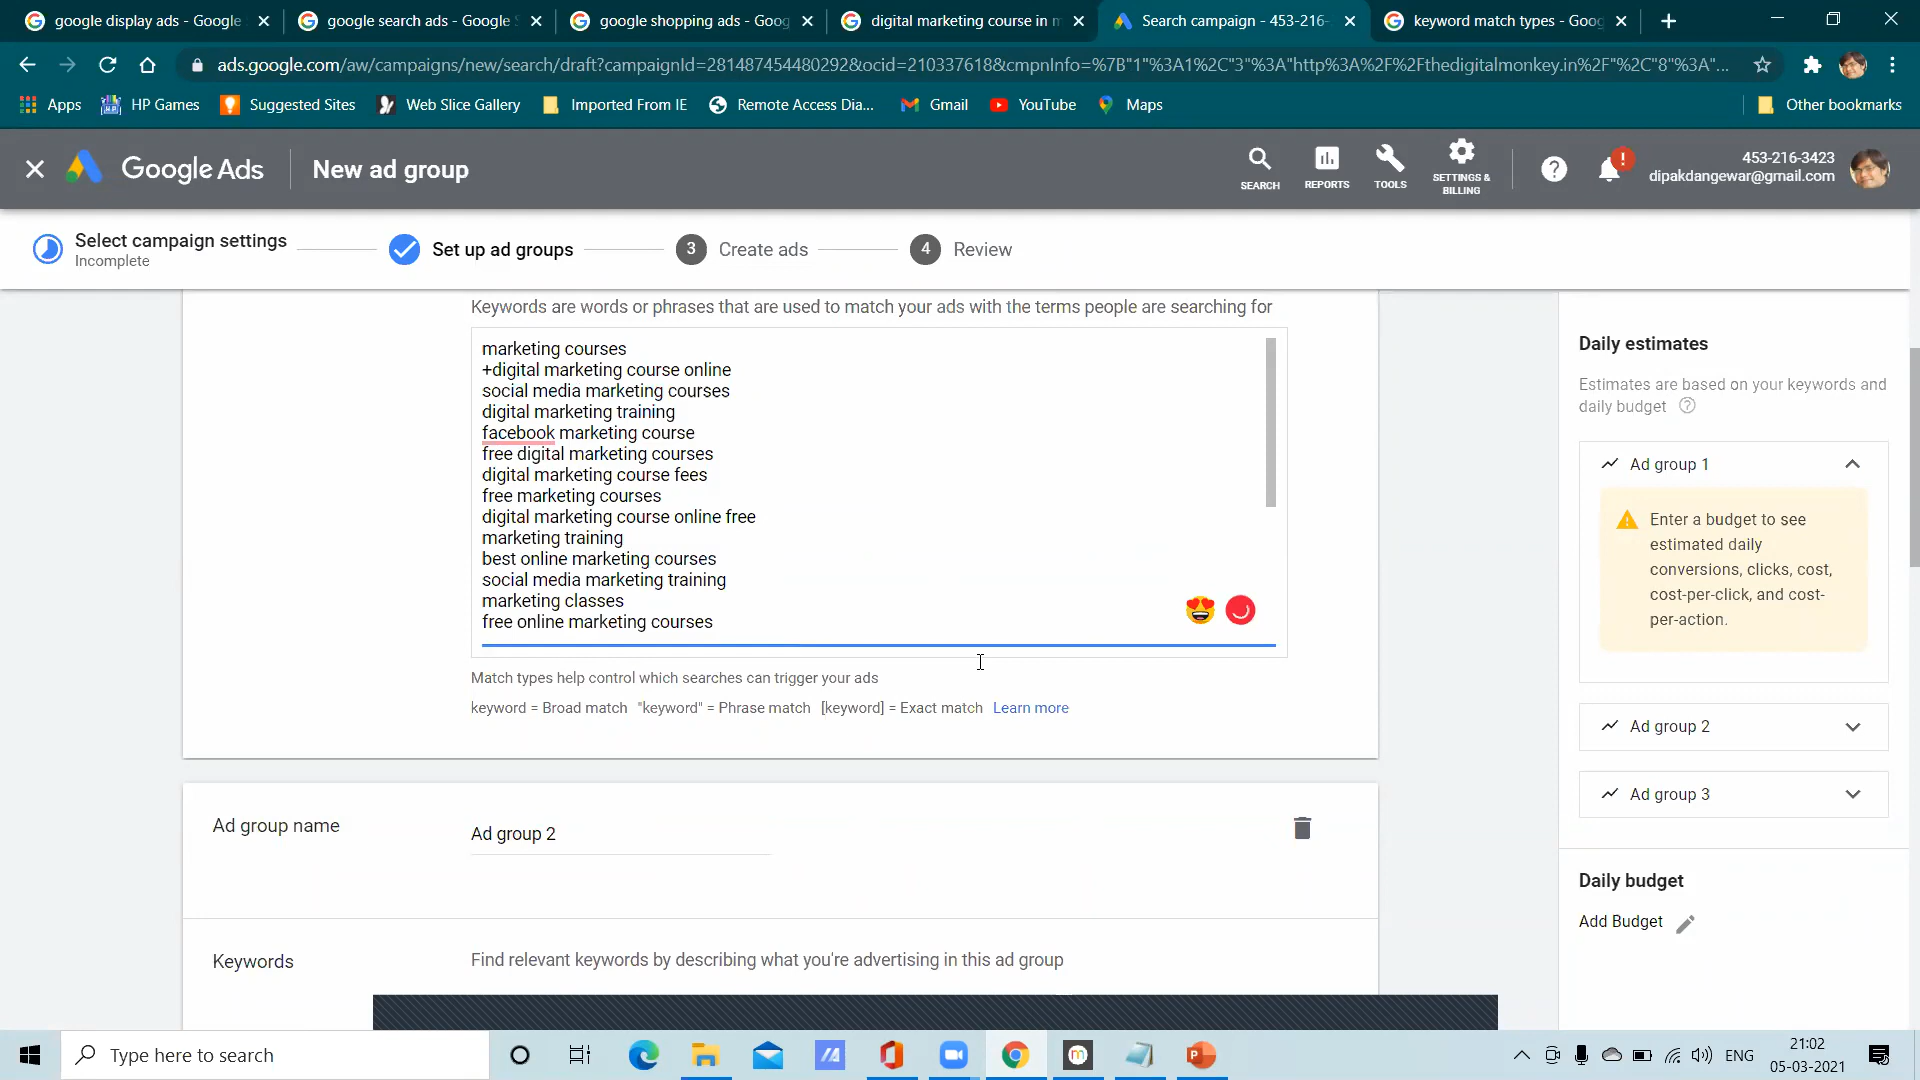 google display ads - Google
google search ads - Google S
google shopping ads - Goog
digital marketing course in m
Search campaign - 453-216-
keyword match types - Goog
ads.google.com/aw/campaigns/new/search/draft?campaignId=281487454480292&ocid=210337618&cmpnInfo=%7B"1"%3A1%2C"3"%3A"http%3A%2F%2Fthedigitalmonkey.in%2F"%2C"8"%3A"...
Apps
HP Games
Suggested Sites
Web Slice Gallery
Imported From IE
Remote Access Dia...
Gmail
YouTube
Maps
Other bookmarks
Google Ads
New ad group
SEARCH
REPORTS
TOOLS
SETTINGS &
BILLING
453-216-3423
dipakdangewar@gmail.com
Select campaign settings
Incomplete
Set up ad groups
3 Create ads
4 Review
Keywords are words or phrases that are used to match your ads with the terms people are searching for
marketing courses
+digital marketing course online
social media marketing courses
digital marketing training
facebook marketing course
free digital marketing courses
digital marketing course fees
free marketing courses
digital marketing course online free
marketing training
best online marketing courses
social media marketing training
marketing classes
free online marketing courses
Match types help control which searches can trigger your ads
keyword = Broad match "keyword" = Phrase match [keyword] = Exact match Learn more
Ad group name
Ad group 2
Keywords
Find relevant keywords by describing what you're advertising in this ad group
Daily estimates
Estimates are based on your keywords and
daily budget
Ad group 1
Enter a budget to see
estimated daily
conversions, clicks, cost,
cost-per-click, and cost-
per-action.
Ad group 2
Ad group 3
Daily budget
Add Budget
Type here to search
ENG
21:02
05-03-2021